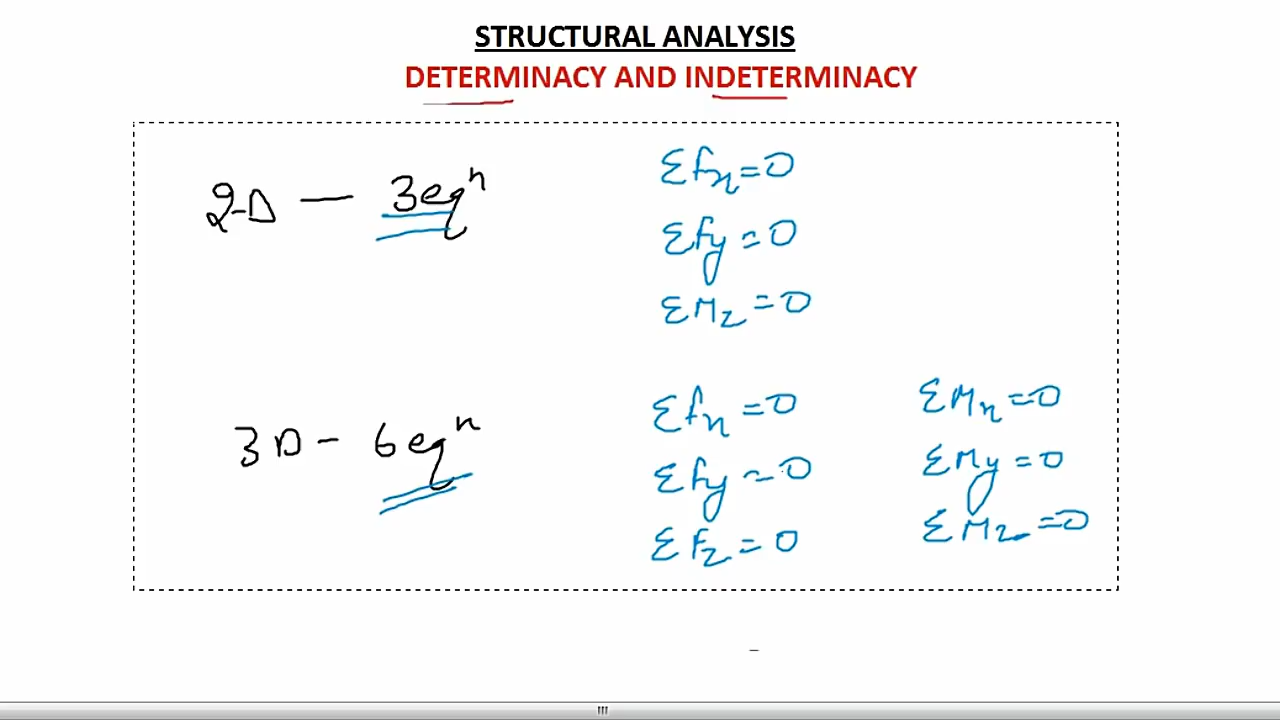 STRUCTURAL ANALYSIS
DETERMINACY AND INDETERMINACY
2-D — 3eqⁿ
Σfx=0
Σfy=0
ΣMz=0
3D - 6eqⁿ
Σfx=0
Σfy=0
ΣFz=0
ΣMx=0
ΣMy=0
ΣMz=0